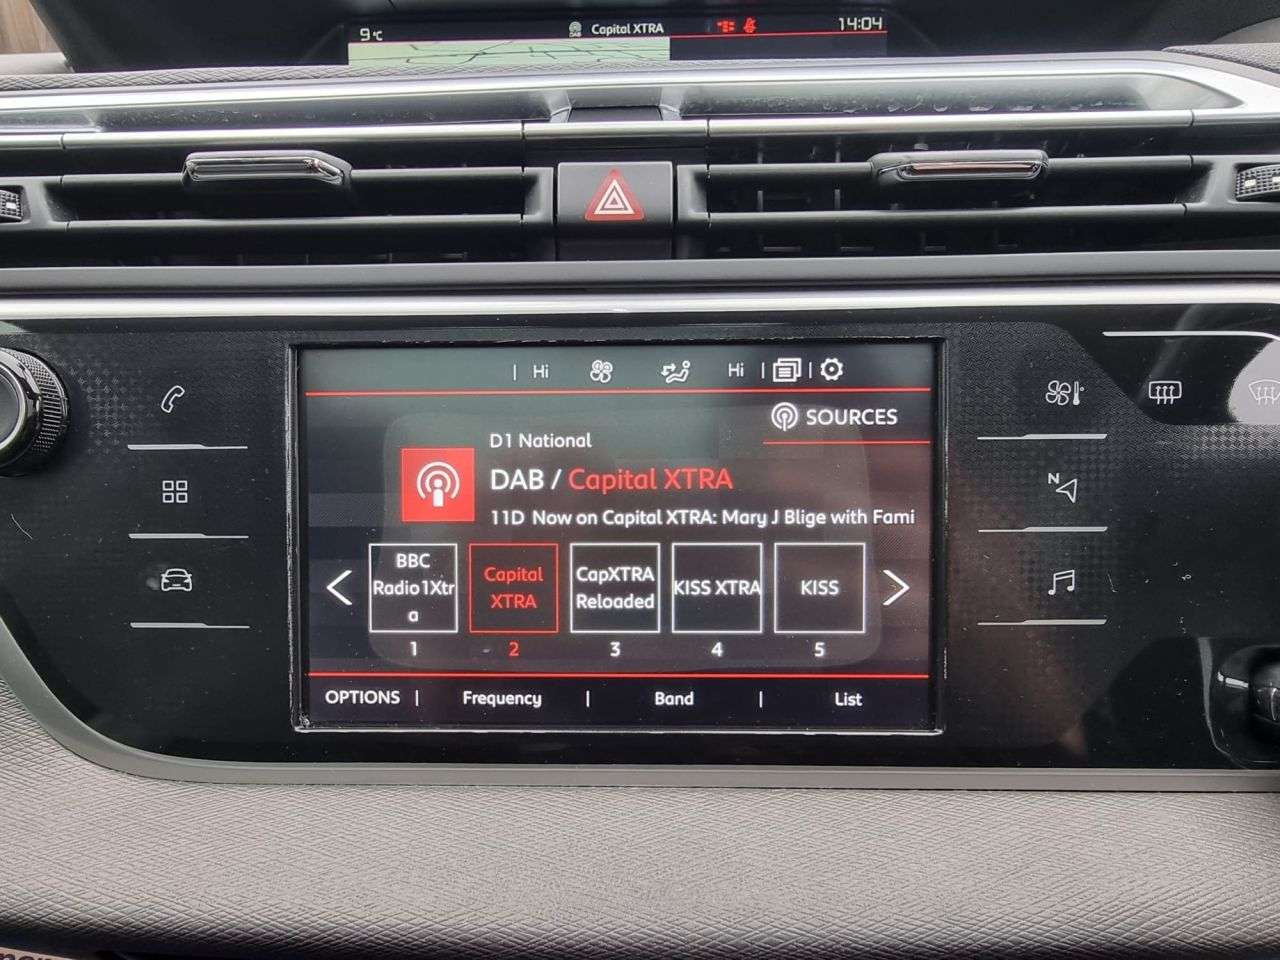 9°C
DAB
Capital XTRA
14:04
Hi
Hi
SOURCES
D1 National
DAB / Capital XTRA
11D Now on Capital XTRA: Mary J Blige with Fami
BBC
Radio1Xtr
a
Capital
XTRA
CapXTRA
Reloaded
KISS XTRA
KISS
1
2
3
4
5
OPTIONS | Frequency | Band | List
N